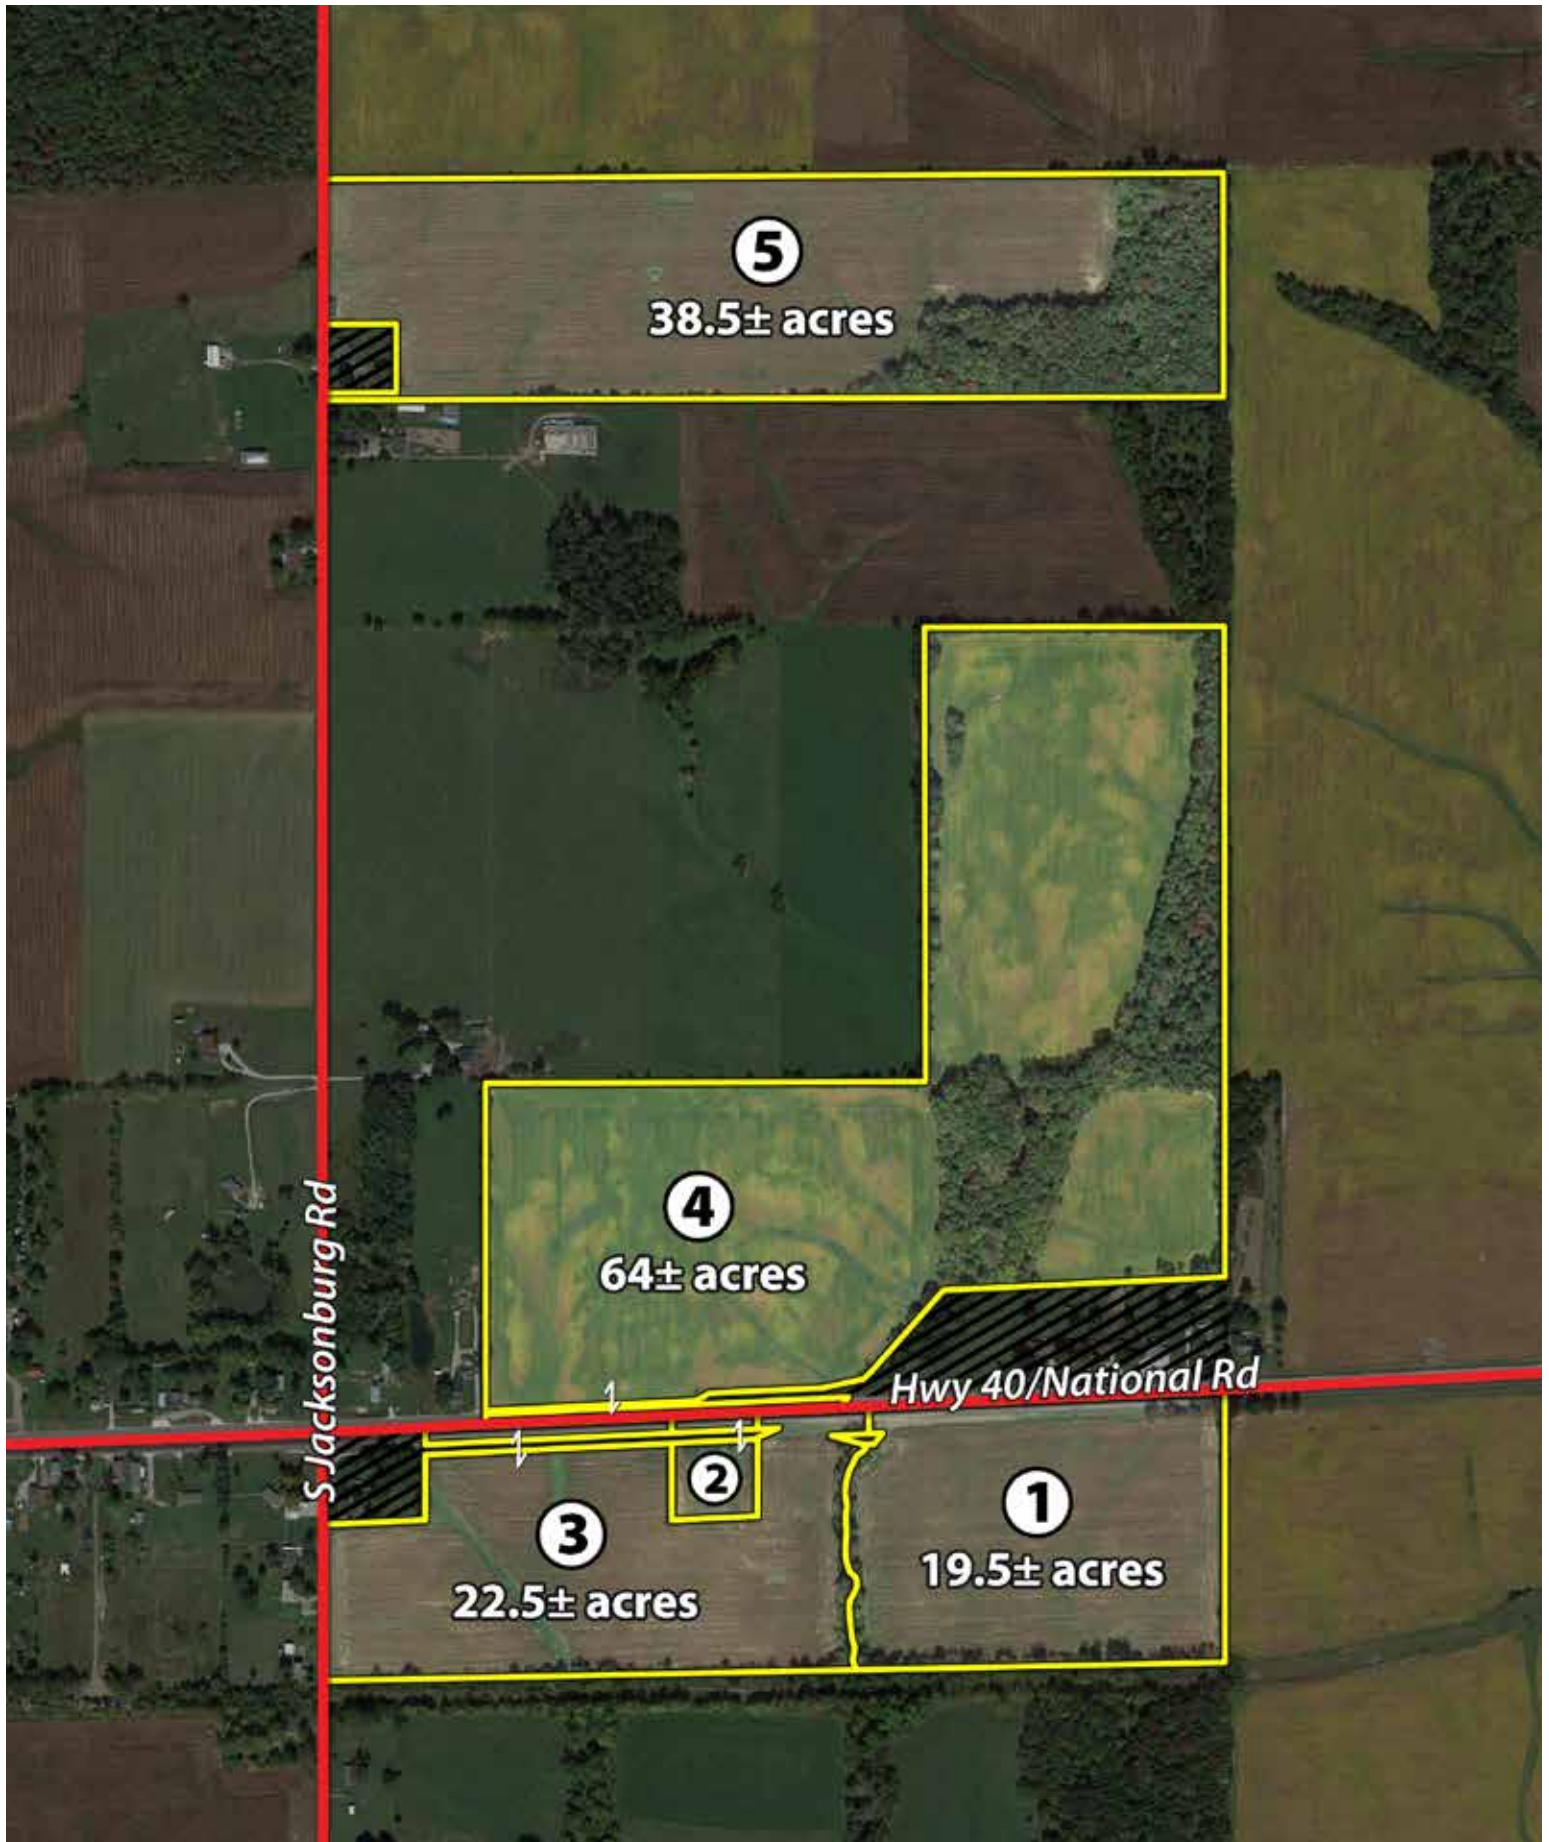 5
38.5± acres
4
64± acres
Hwy 40/National Rd
S Jacksonburg Rd
2
1
3
19.5± acres
22.5± acres